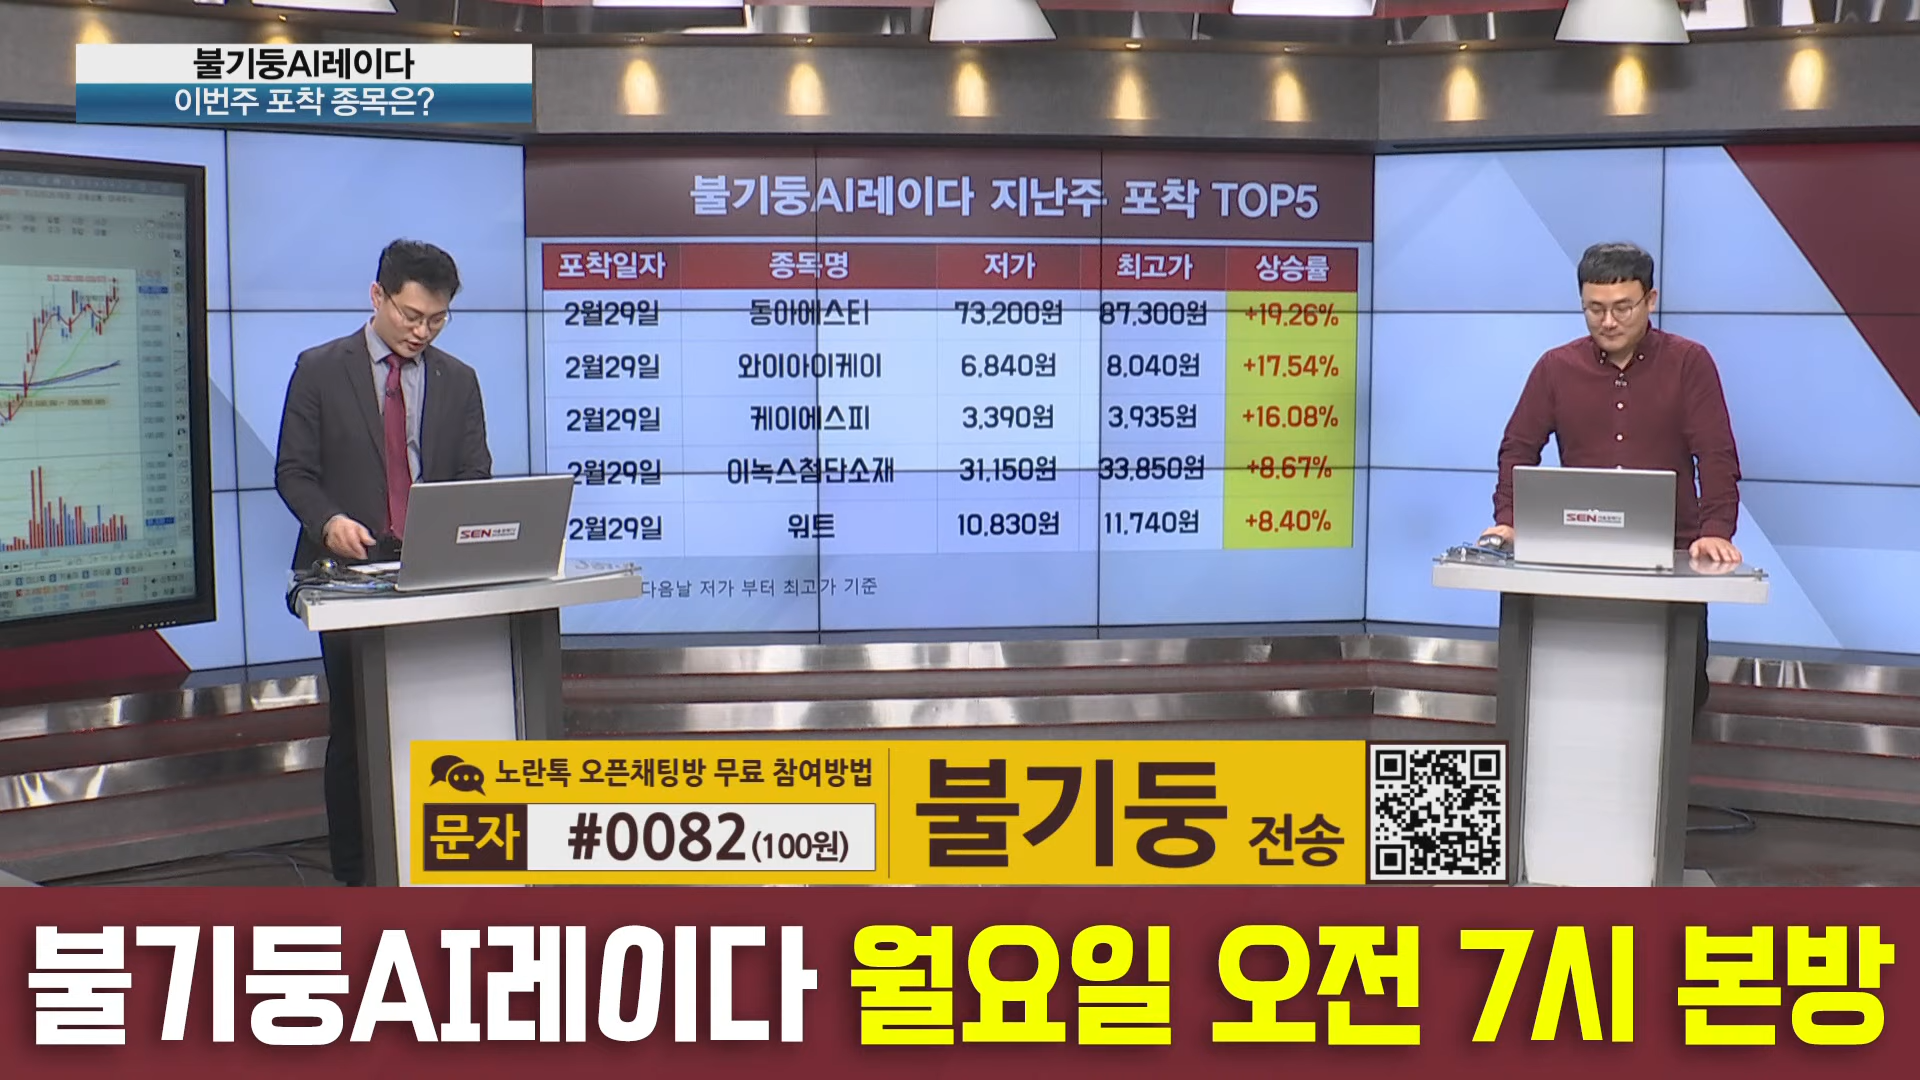 불기둥AI레이다
이번주 포착 종목은?
불기둥AI레이다 지난주 포착 TOP5
포착일자 종목명 저가 최고가 상승률
2월29일 동아에스티 73,200원 87,300원 +19.26%
2월29일 와이아이케이 6,840원 8,040원 +17.54%
2월29일 케이에스피 3,390원 3,935원 +16.08%
2월29일 이녹스첨단소재 31,150원 33,850원 +8.67%
2월29일 워트 10,830원 11,740원 +8.40%
다음날 저가 부터 최고가 기준
SEN
SEN
노란톡 오픈채팅방 무료 참여방법
문자 #0082(100원)
불기둥 전송
불기둥AI레이다 월요일 오전 7시 본방